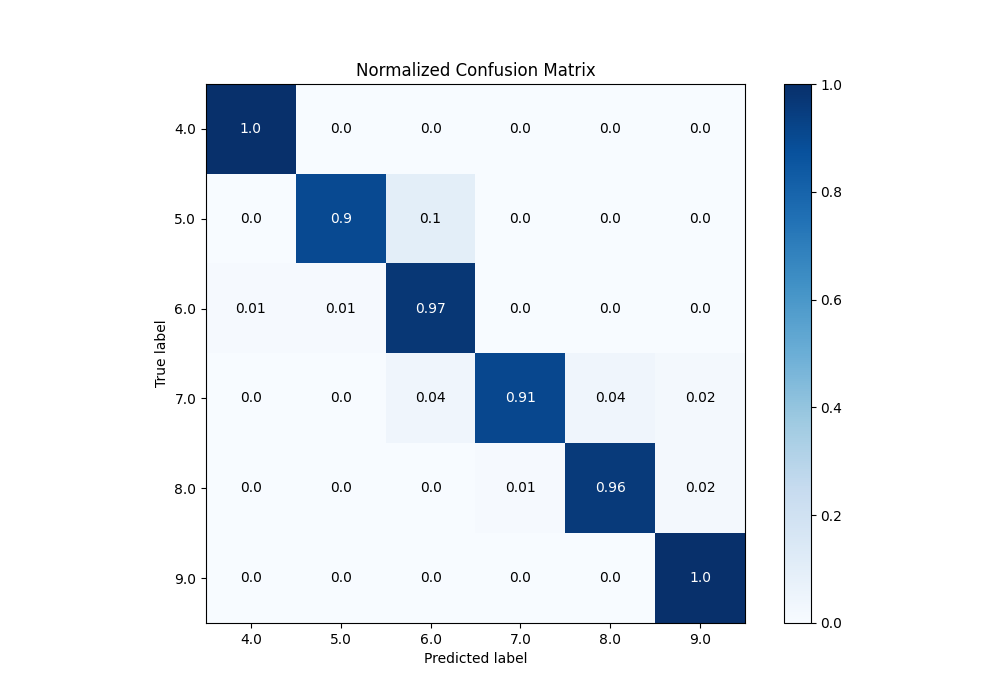 Normalized Confusion Matrix
True label
4.0 1.0 0.0 0.0 0.0 0.0 0.0
5.0 0.0 0.9 0.1 0.0 0.0 0.0
6.0 0.01 0.01 0.97 0.0 0.0 0.0
7.0 0.0 0.0 0.04 0.91 0.04 0.02
8.0 0.0 0.0 0.0 0.01 0.96 0.02
9.0 0.0 0.0 0.0 0.0 0.0 1.0
4.0 5.0 6.0 7.0 8.0 9.0
Predicted label
1.0
0.8
0.6
0.4
0.2
0.0